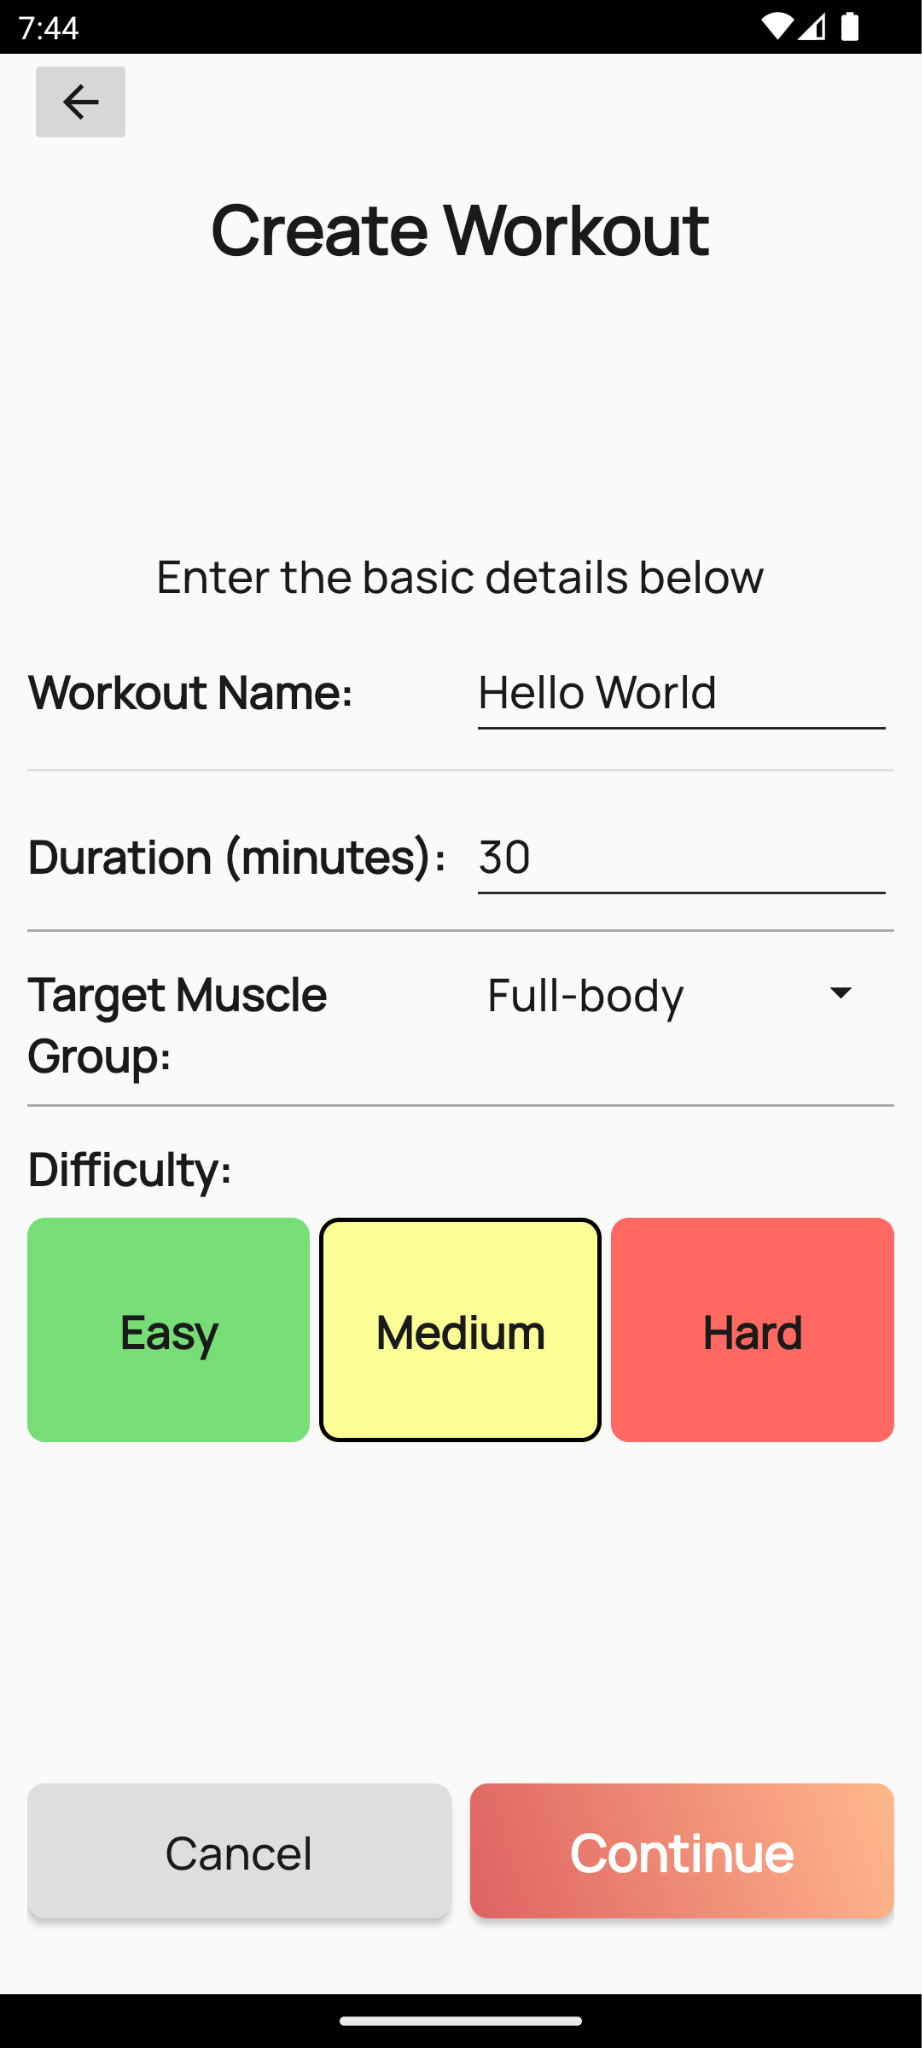 7:44
Create Workout
Enter the basic details below
Workout Name: Hello World
Duration (minutes): 30
Target Muscle Group: Full-body
Difficulty:
Easy Medium Hard
Cancel Continue